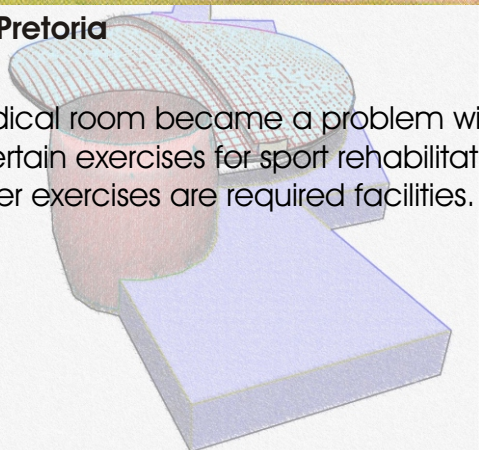 Pretoria
dical room became a problem wi
ertain exercises for sport rehabilitat
er exercises are required facilities.